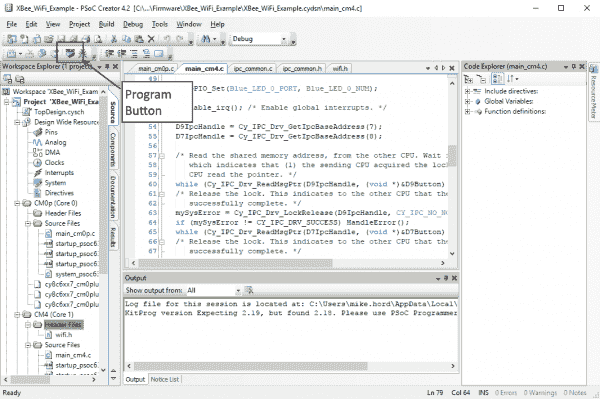 XBee_WiFi_Example - PSoC Creator 4.2 [C:\...\Firmware\XBee_WiFi_Example\XBee_WiFi_Example.cydsn\main_cm4.c]
File Edit View Project Build Debug Tools Window Help
Debug
Workspace Explorer (1 project)
Workspace 'XBee_WiFi_Exam
Project 'XBee_WiFi_Exa
TopDesign.cysch
Design Wide Resource
Pins
Analog
DMA
Clocks
Interrupts
System
Directives
CM0p (Core 0)
Header Files
Source Files
main_cm0p.c
startup_psoc6
startup_psoc6
system_psoc6
cy8c6xx7_cm0plu
cy8c6xx7_cm0plu
cy8c6xx7_cm0plu
CM4 (Core 1)
Header Files
wifi.h
Source Files
main_cm4.c
startup_psoc6
Source
Components
Documentation
Results
Program
Button
main_cm0p.c main_cm4.c ipc_common.c ipc_common.h wifi.h
49
PIO_Set(Blue_LED_0_PORT, Blue_LED_0_NUM);
able_irq(); /* Enable global interrupts. */
54
55 D9IpcHandle = Cy_IPC_Drv_GetIpcBaseAddress(7);
56 D7IpcHandle = Cy_IPC_Drv_GetIpcBaseAddress(8);
57 /* Read the shared memory address, from the other CPU. Wait
58 which indicates that (1) the sending CPU acquired the loc
59 CPU read the pointer. */
60 while (Cy_IPC_Drv_ReadMsgPtr(D9IpcHandle, (void *)&D9Button)
61 /* Release the lock. This indicates to the other CPU that the
62 successfully complete. */
63 mySysError = Cy_IPC_Drv_LockRelease(D9IpcHandle, CY_IPC_NO_NO
64 if (mySysError != CY_IPC_DRV_SUCCESS) HandleError();
65 while (Cy_IPC_Drv_ReadMsgPtr(D7IpcHandle, (void *)&D7Button)
66 /* Release the lock. This indicates to the other CPU that the
67 successfully complete. */
Output
Show output from: All
Log file for this session is located at: C:\Users\mike.hord\AppData\Local\
KitProg version Expecting 2.19, but found 2.18. Please use PSoC Programmer
Output Notice List
Code Explorer (main_cm4.c)
Include directives:
Global Variables:
Function definitions:
ResourceMeter
Ready
Ln 79 Col 64 INS 0 Errors 0 Warnings 0 Notes